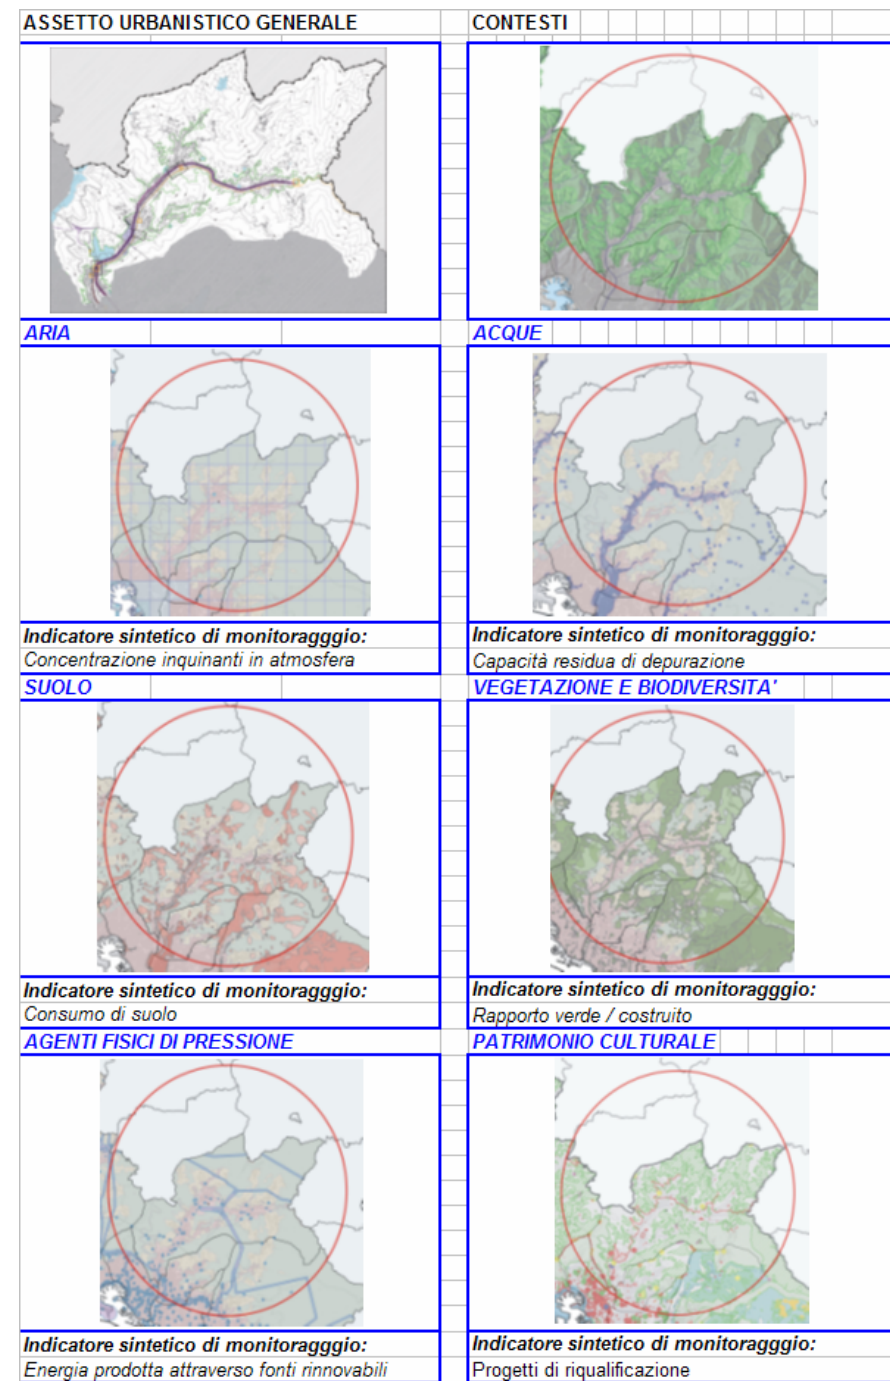 ASSETTO URBANISTICO GENERALE
CONTESTI
ARIA
ACQUE
Indicatore sintetico di monitoragggio:
Concentrazione inquinanti in atmosfera
Indicatore sintetico di monitoragggio:
Capacità residua di depurazione
SUOLO
VEGETAZIONE E BIODIVERSITA'
Indicatore sintetico di monitoragggio:
Consumo di suolo
Indicatore sintetico di monitoragggio:
Rapporto verde / costruito
AGENTI FISICI DI PRESSIONE
PATRIMONIO CULTURALE
Indicatore sintetico di monitoragggio:
Energia prodotta attraverso fonti rinnovabili
Indicatore sintetico di monitoragggio:
Progetti di riqualificazione